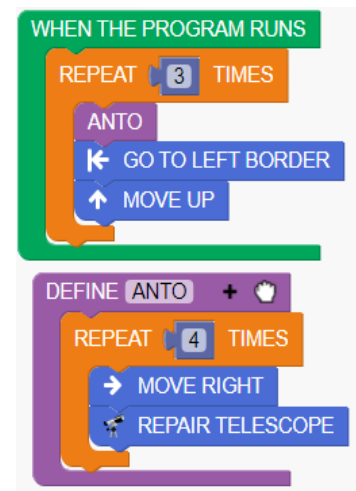 WHEN THE PROGRAM RUNS
REPEAT 3 TIMES
ANTO
GO TO LEFT BORDER
MOVE UP
DEFINE ANTO +
REPEAT 4 TIMES
MOVE RIGHT
REPAIR TELESCOPE